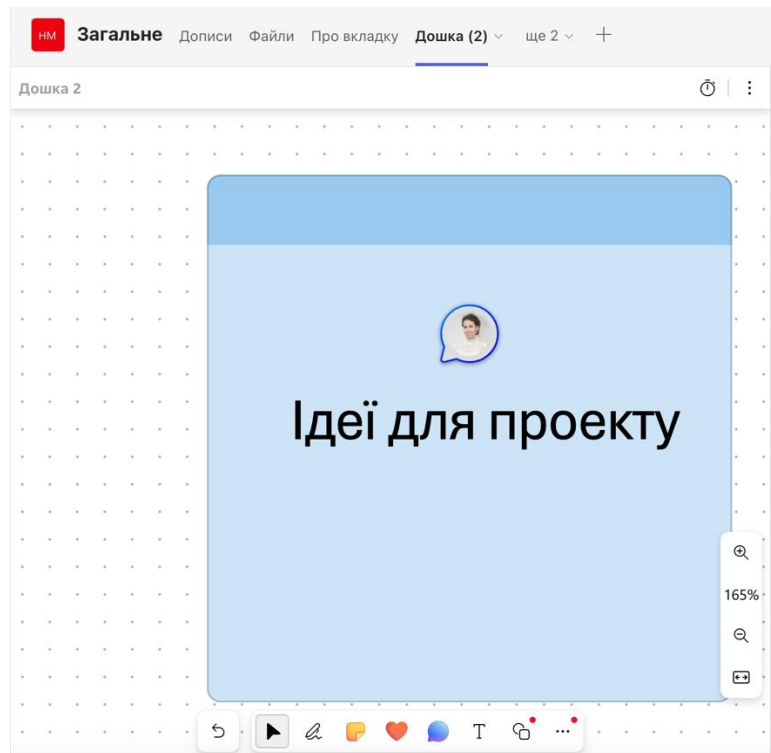 НМ Загальне Дописи Файли Про вкладку Дошка (2) ще 2
Дошка 2
Ідеї для проекту
165%
T